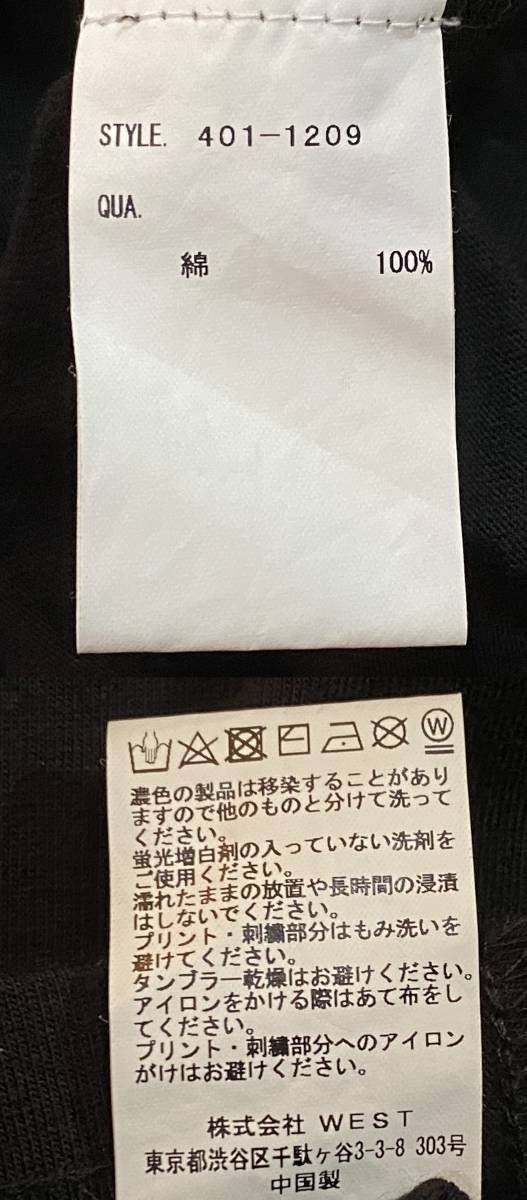 STYLE. 401-1209
QUA.
綿 100%
W
濃色の製品は移染することがあり
ますので他のものと分けて洗って
ください。
蛍光増白剤の入っていない洗剤を
ご使用ください。
濡れたままの放置や長時間の浸漬
はしないでください。
プリント・刺繍部分はもみ洗いを
避けてください。
タンブラー乾燥はお避けください。
アイロンをかける際はあて布をし
てください。
プリント・刺繍部分へのアイロン
がけはお避けください。
株式会社 WEST
東京都渋谷区千駄ヶ谷3-3-8 303号
中国製